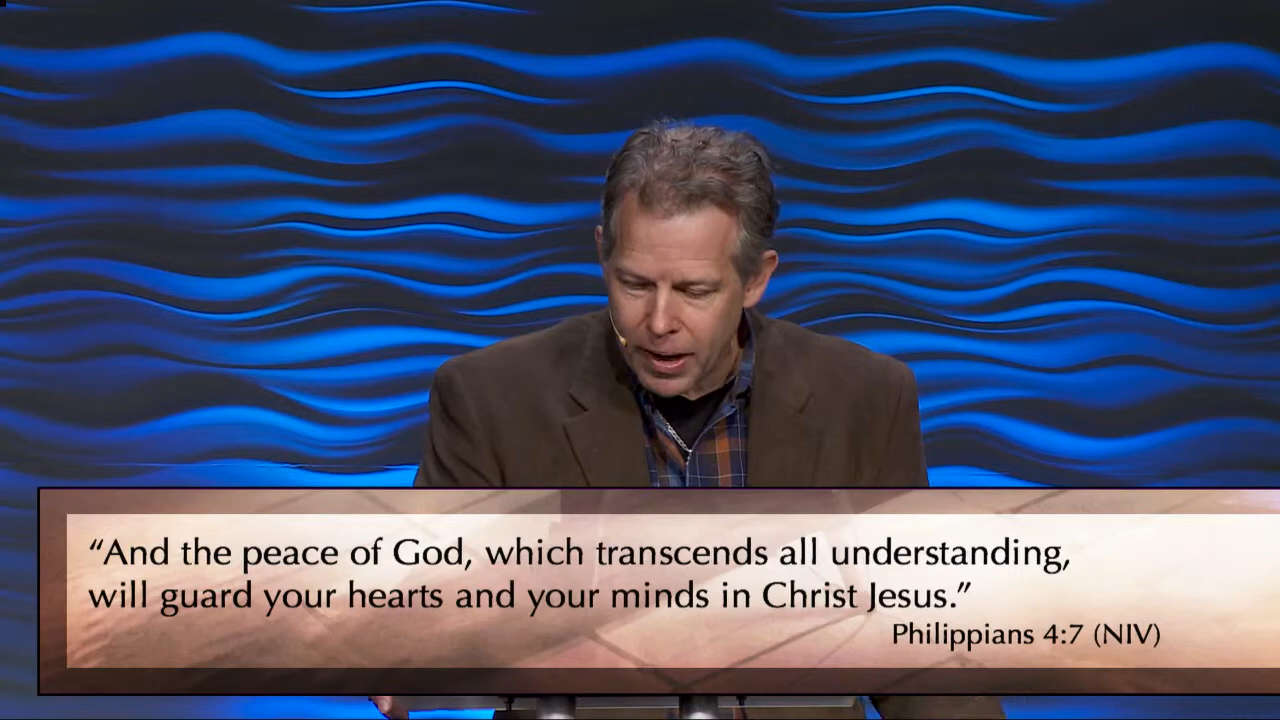 “And the peace of God, which transcends all understanding,
will guard your hearts and your minds in Christ Jesus.”
Philippians 4:7 (NIV)